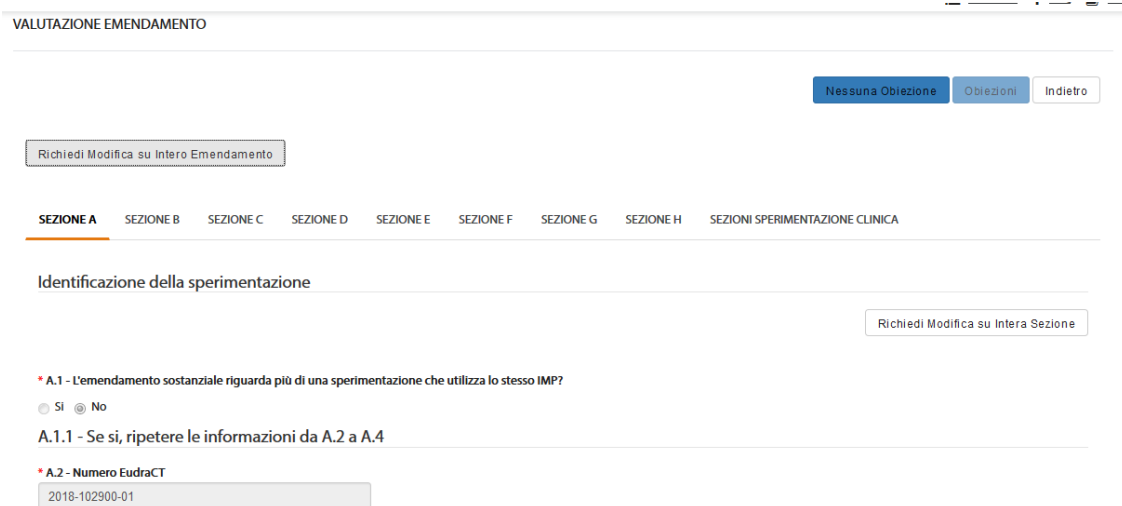 VALUTAZIONE EMENDAMENTO
Nessuna Obiezione Obiezioni Indietro
Richiedi Modifica su Intero Emendamento
SEZIONE A SEZIONE B SEZIONE C SEZIONE D SEZIONE E SEZIONE F SEZIONE G SEZIONE H SEZIONI SPERIMENTAZIONE CLINICA
Identificazione della sperimentazione
Richiedi Modifica su Intera Sezione
* A.1 - L'emendamento sostanziale riguarda più di una sperimentazione che utilizza lo stesso IMP?
Si No
A.1.1 - Se si, ripetere le informazioni da A.2 a A.4
* A.2 - Numero EudraCT
2018-102900-01